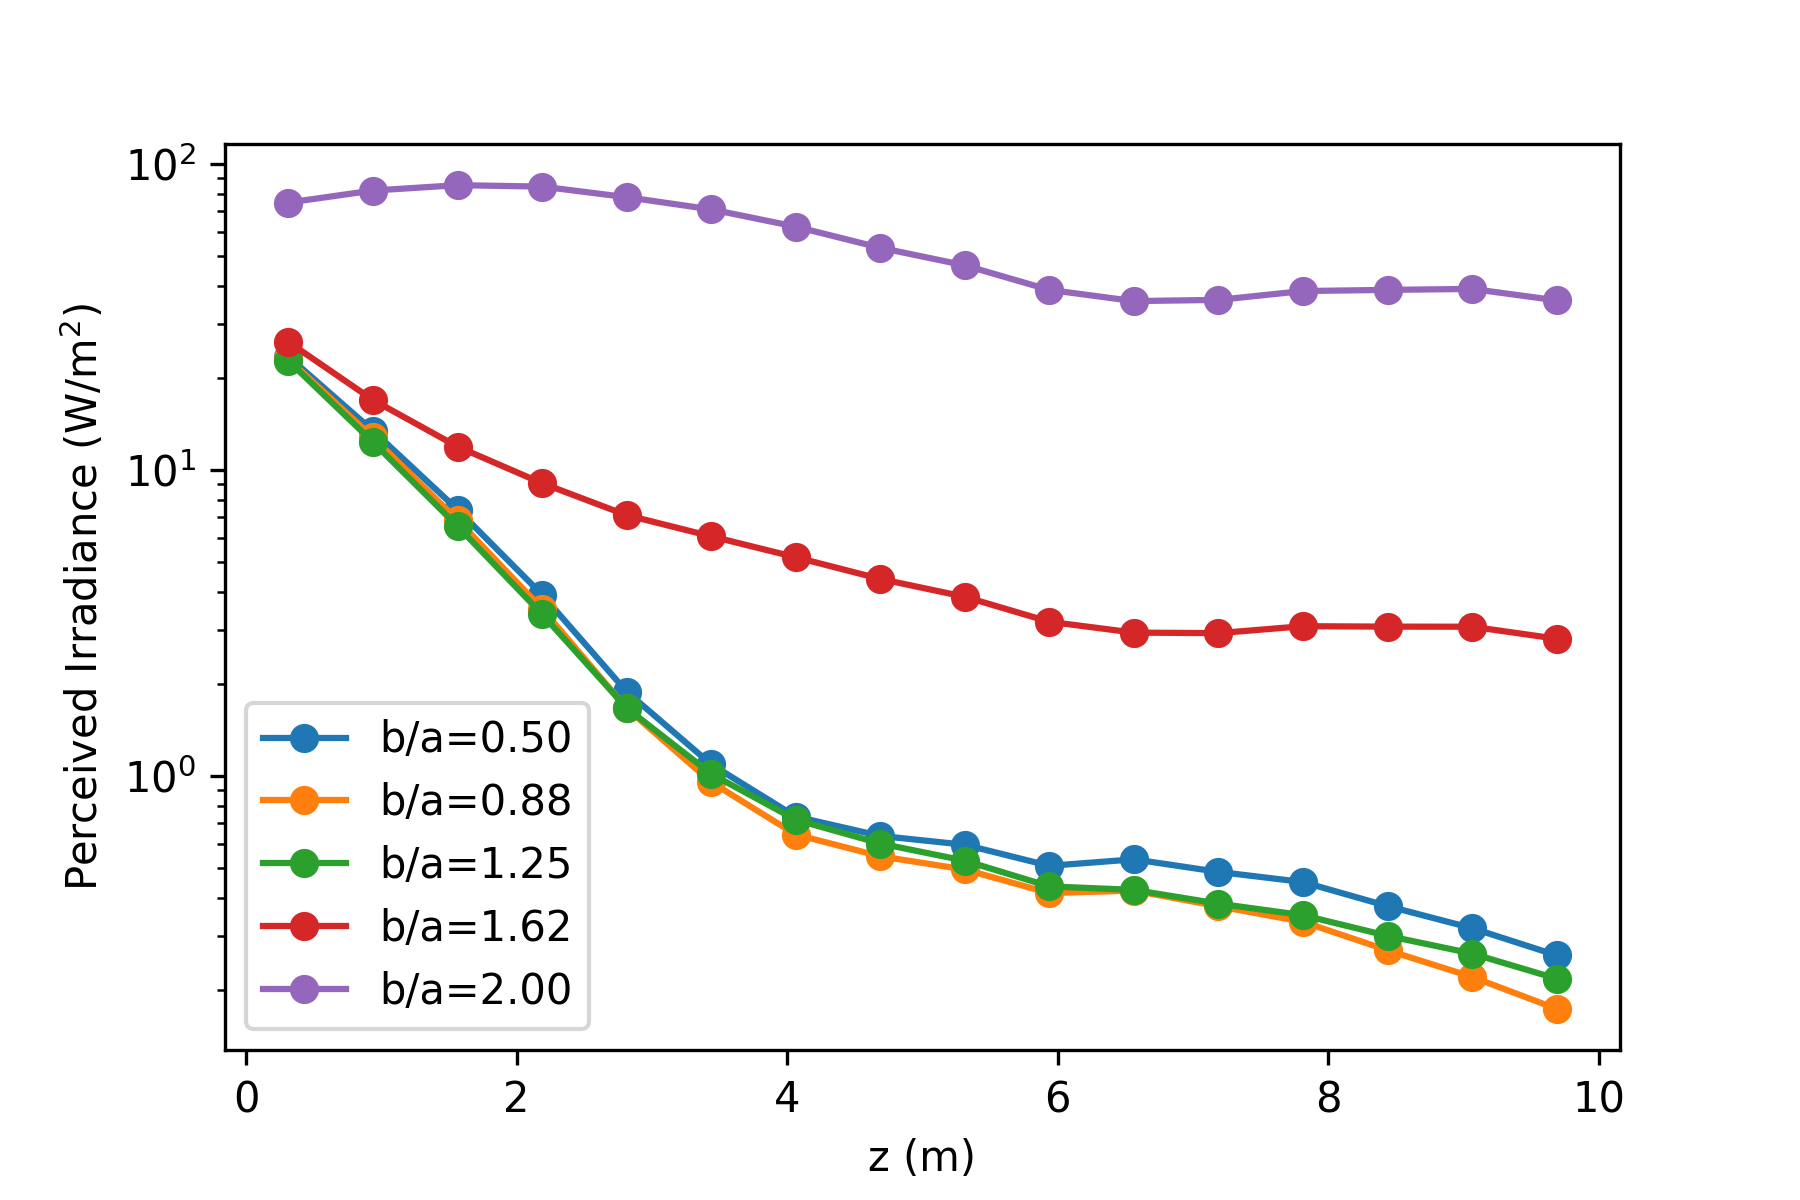 Perceived Irradiance (W/m²)
10²
10¹
10⁰
b/a=0.50
b/a=0.88
b/a=1.25
b/a=1.62
b/a=2.00
0 2 4 6 8 10
z (m)